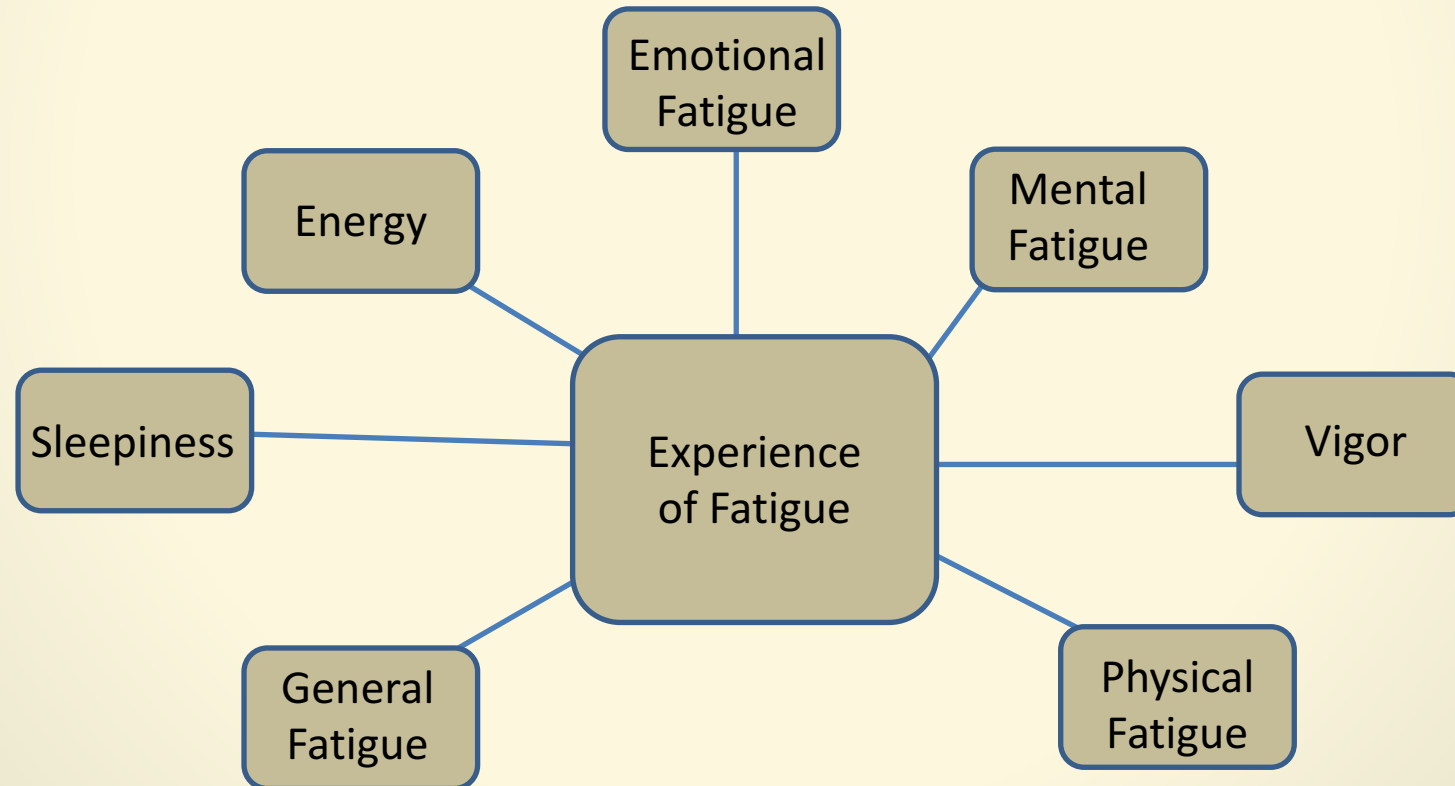 Emotional
Fatigue
Energy
Mental
Fatigue
Sleepiness
Experience
of Fatigue
Vigor
General
Fatigue
Physical
Fatigue